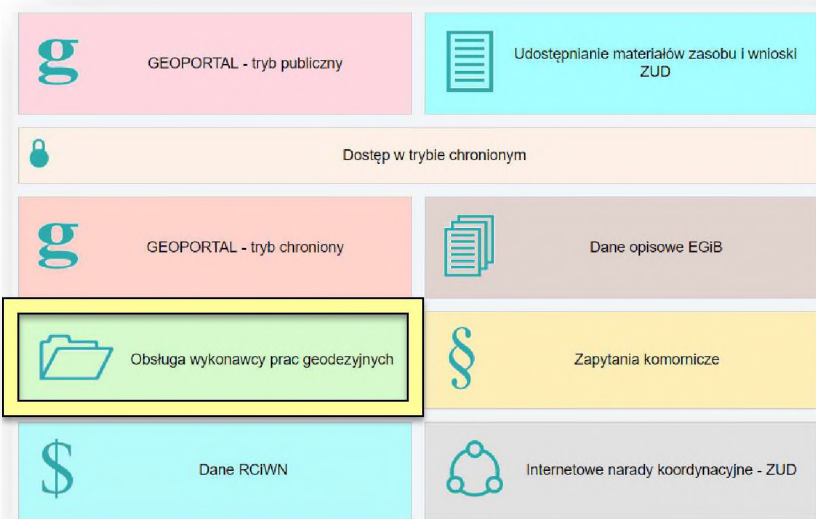 GEOPORTAL - tryb publiczny
Udostępnianie materiałów zasobu i wnioski
ZUD
Dostęp w trybie chronionym
GEOPORTAL - tryb chroniony
Dane opisowe EGiB
Obsługa wykonawcy prac geodezyjnych
§
Zapytania komornicze
$
Dane RCiWN
Internetowe narady koordynacyjne - ZUD